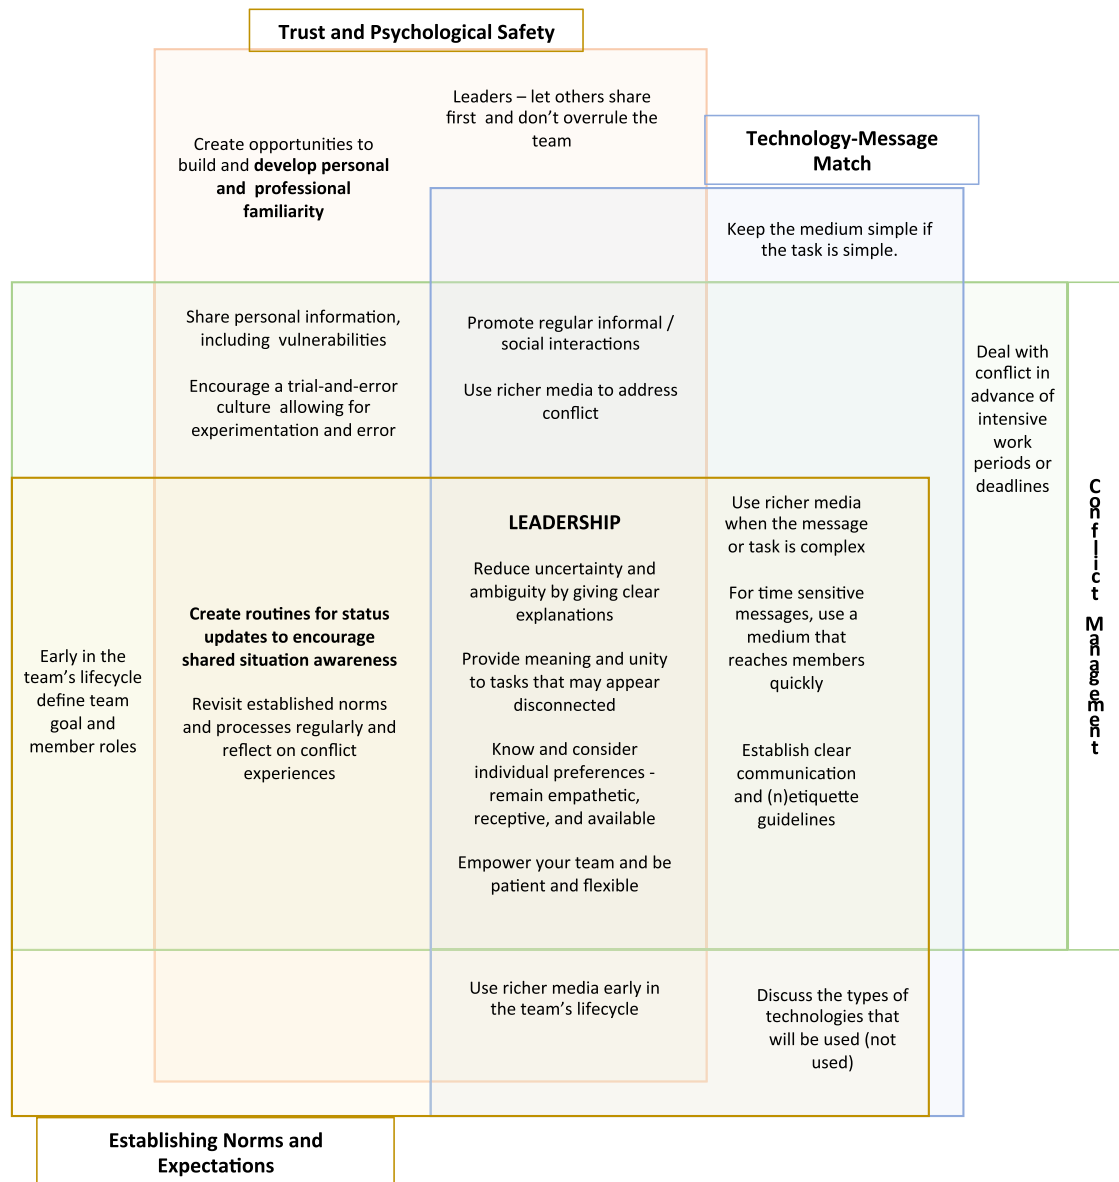 Trust and Psychological Safety
Leaders – let others share
first  and don't overrule the
team
Create opportunities to
build and develop personal
and  professional
familiarity
Technology-Message
Match
Keep the medium simple if
the task is simple.
Share personal information,
including  vulnerabilities
Encourage a trial-and-error
culture  allowing for
experimentation and error
Promote regular informal /
social interactions
Use richer media to address
conflict
Deal with
conflict in
advance of
intensive
work
periods or
deadlines
Conflict Management
Early in the
team's lifecycle
define team
goal and
member roles
Create routines for status
updates to encourage
shared situation awareness
Revisit established norms
and processes regularly and
reflect on conflict
experiences
LEADERSHIP
Reduce uncertainty and
ambiguity by giving clear
explanations
Provide meaning and unity
to tasks that may appear
disconnected
Know and consider
individual preferences -
remain empathetic,
receptive, and available
Empower your team and be
patient and flexible
Use richer media
when the message
or task is complex
For time sensitive
messages, use a
medium that
reaches members
quickly
Establish clear
communication
and (n)etiquette
guidelines
Use richer media early in
the team's lifecycle
Discuss the types of
technologies that
will be used (not
used)
Establishing Norms and
Expectations